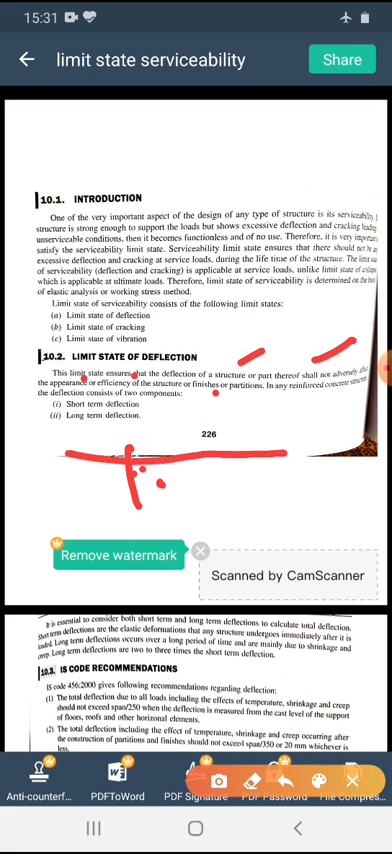 15:31
limit state serviceability
Share
10.1. INTRODUCTION
One of the very important aspect of the design of any type of structure is its serviceability.
structure is strong enough to support the loads but shows excessive deflection and cracking leading
unserviceable conditions, then it becomes functionless and of no use. Therefore, it is very important
satisfy the serviceability limit state. Serviceability limit state ensures that there should not be
excessive deflection and cracking at service loads, during the life time of the structure. The limit state
of serviceability (deflection and cracking) is applicable at service loads, unlike limit state of collapse
which is applicable at ultimate loads. Therefore, limit state of serviceability is determined on the basis
of elastic analysis or working stress method.
Limit state of serviceability consists of the following limit states:
(a) Limit state of deflection
(b) Limit state of cracking
(c) Limit state of vibration
10.2. LIMIT STATE OF DEFLECTION
This limit state ensures that the deflection of a structure or part thereof shall not adversely affect
the appearance or efficiency of the structure or finishes or partitions. In any reinforced concrete structure
the deflection consists of two components:
(i) Short term deflection
(ii) Long term deflection.
226
Remove watermark
Scanned by CamScanner
It is essential to consider both short term and long term deflections to calculate total deflection.
Short term deflections are the elastic deformations that any structure undergoes immediately after it is
loaded. Long term deflections occurs over a long period of time and are mainly due to shrinkage and
creep. Long term deflections are two to three times the short term deflection.
10.3. IS CODE RECOMMENDATIONS
IS code 456:2000 gives following recommendations regarding deflection:
(1) The total deflection due to all loads including the effects of temperature, shrinkage and creep
should not exceed span/250 when the deflection is measured from the cast level of the support
of floors, roofs and other horizonal elements.
(2) The total deflection including the effect of temperature, shrinkage and creep occurring after
the construction of partitions and finishes should not exceed span/350 or 20 mm whichever is
less.
Anti-counterf... PDFToWord PDF Signature PDF Password File Compres...